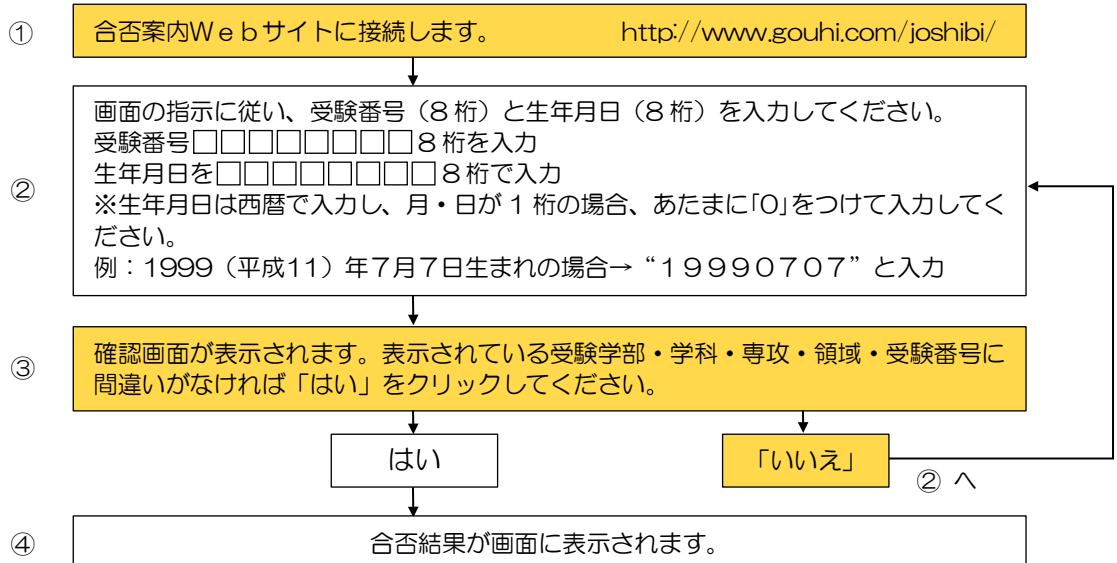 ① 合否案内Ｗｅｂサイトに接続します。 http://www.gouhi.com/joshibi/
画面の指示に従い、受験番号（8 桁）と生年月日（8 桁）を入力してください。
受験番号□□□□□□□□8 桁を入力
生年月日を□□□□□□□□８桁で入力
② ※生年月日は西暦で入力し、月・日が 1 桁の場合、あたまに「0」をつけて入力してく
ださい。
例：1999（平成11）年７月７日生まれの場合→ “１９９９０７０７” と入力
③ 確認画面が表示されます。表示されている受験学部・学科・専攻・領域・受験番号に
間違いがなければ「はい」をクリックしてください。
はい 「いいえ」
② へ
④ 合否結果が画面に表示されます。